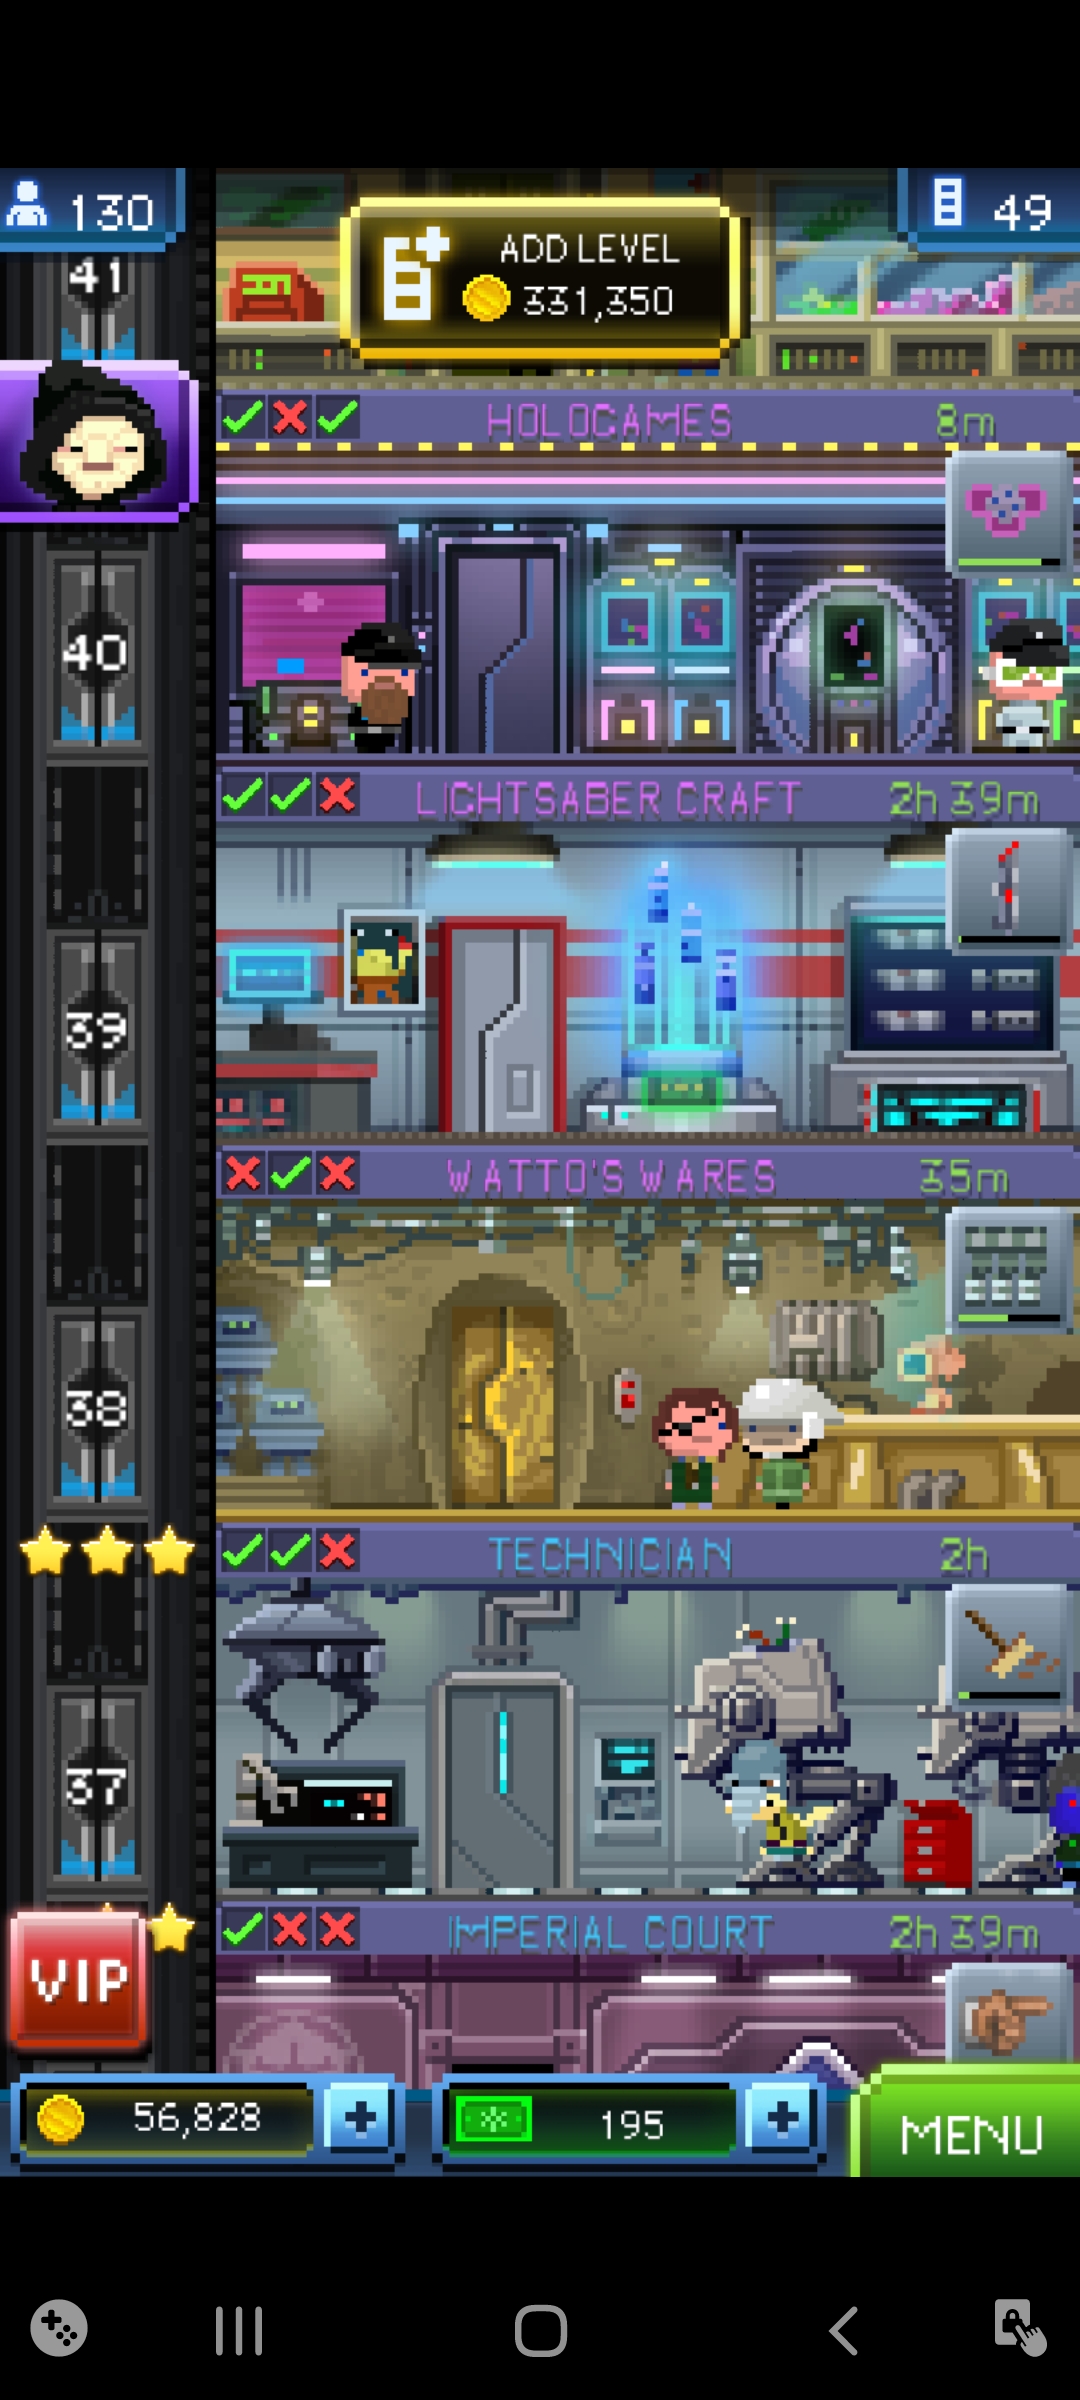 130
49
ADD LEVEL
331,350
41
HOLOGAMES 8m
40
LIGHTSABER CRAFT 2h 39m
39
WATTO'S WARES 35m
38
TECHNICIAN 2h
37
IMPERIAL COURT 2h 39m
VIP
56,828 +
195 +
MENU